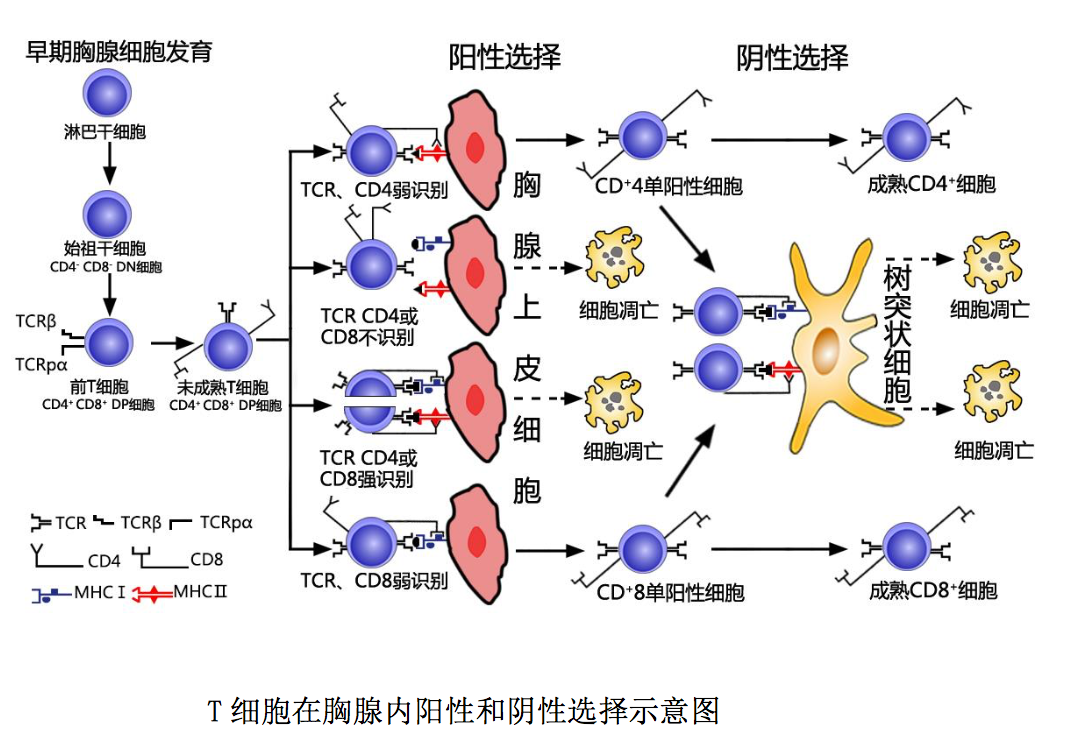 早期胸腺细胞发育
阳性选择
阴性选择
淋巴干细胞
始祖干细胞
CD4⁻ CD8⁻ DN细胞
TCRβ
TCRpα
前T细胞
CD4⁺ CD8⁺ DP细胞
未成熟T细胞
CD4⁺ CD8⁺ DP细胞
TCR、CD4弱识别
TCR CD4或
CD8不识别
TCR CD4或
CD8强识别
TCR、CD8弱识别
胸
腺
上
皮
细
胞
CD⁺4单阳性细胞
细胞凋亡
细胞凋亡
CD⁺8单阳性细胞
成熟CD4⁺细胞
树突状细胞
细胞凋亡
细胞凋亡
成熟CD8⁺细胞
TCR TCRβ TCRpα
CD4 CD8
MHCⅠ MHCⅡ
T细胞在胸腺内阳性和阴性选择示意图